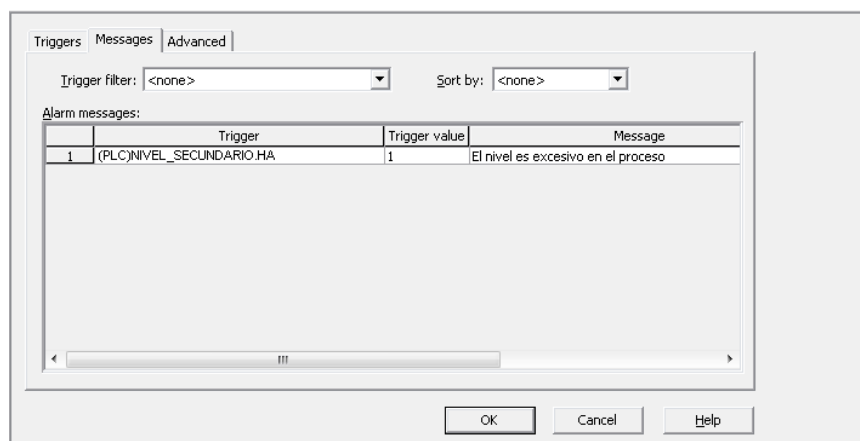 Triggers Messages Advanced
Trigger filter: <none> Sort by: <none>
Alarm messages:
Trigger Trigger value Message
1 (PLC)NIVEL_SECUNDARIO.HA 1 El nivel es excesivo en el proceso
OK Cancel Help